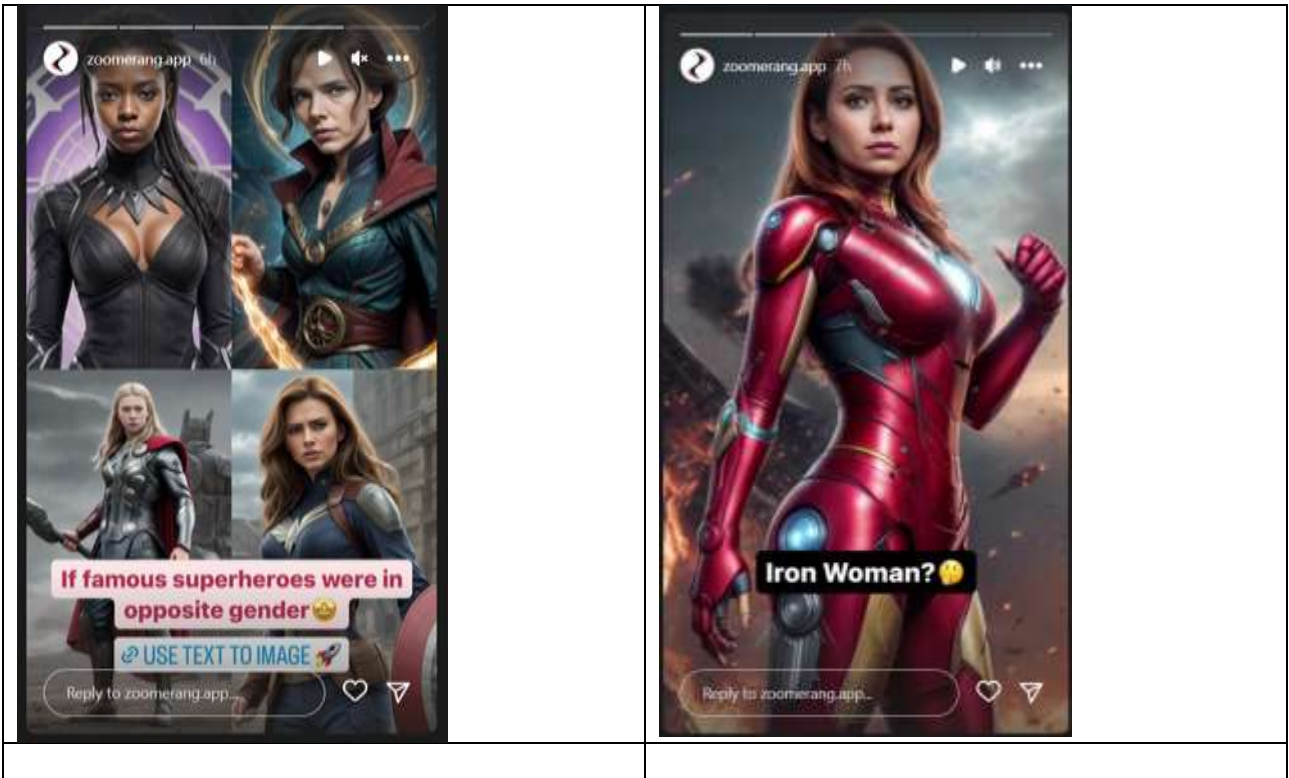 zoomerang.app 6h
If famous superheroes were in
opposite gender🤩
USE TEXT TO IMAGE 🚀
Reply to zoomerang.app...
zoomerang.app 7h
Iron Woman?🤔
Reply to zoomerang.app...